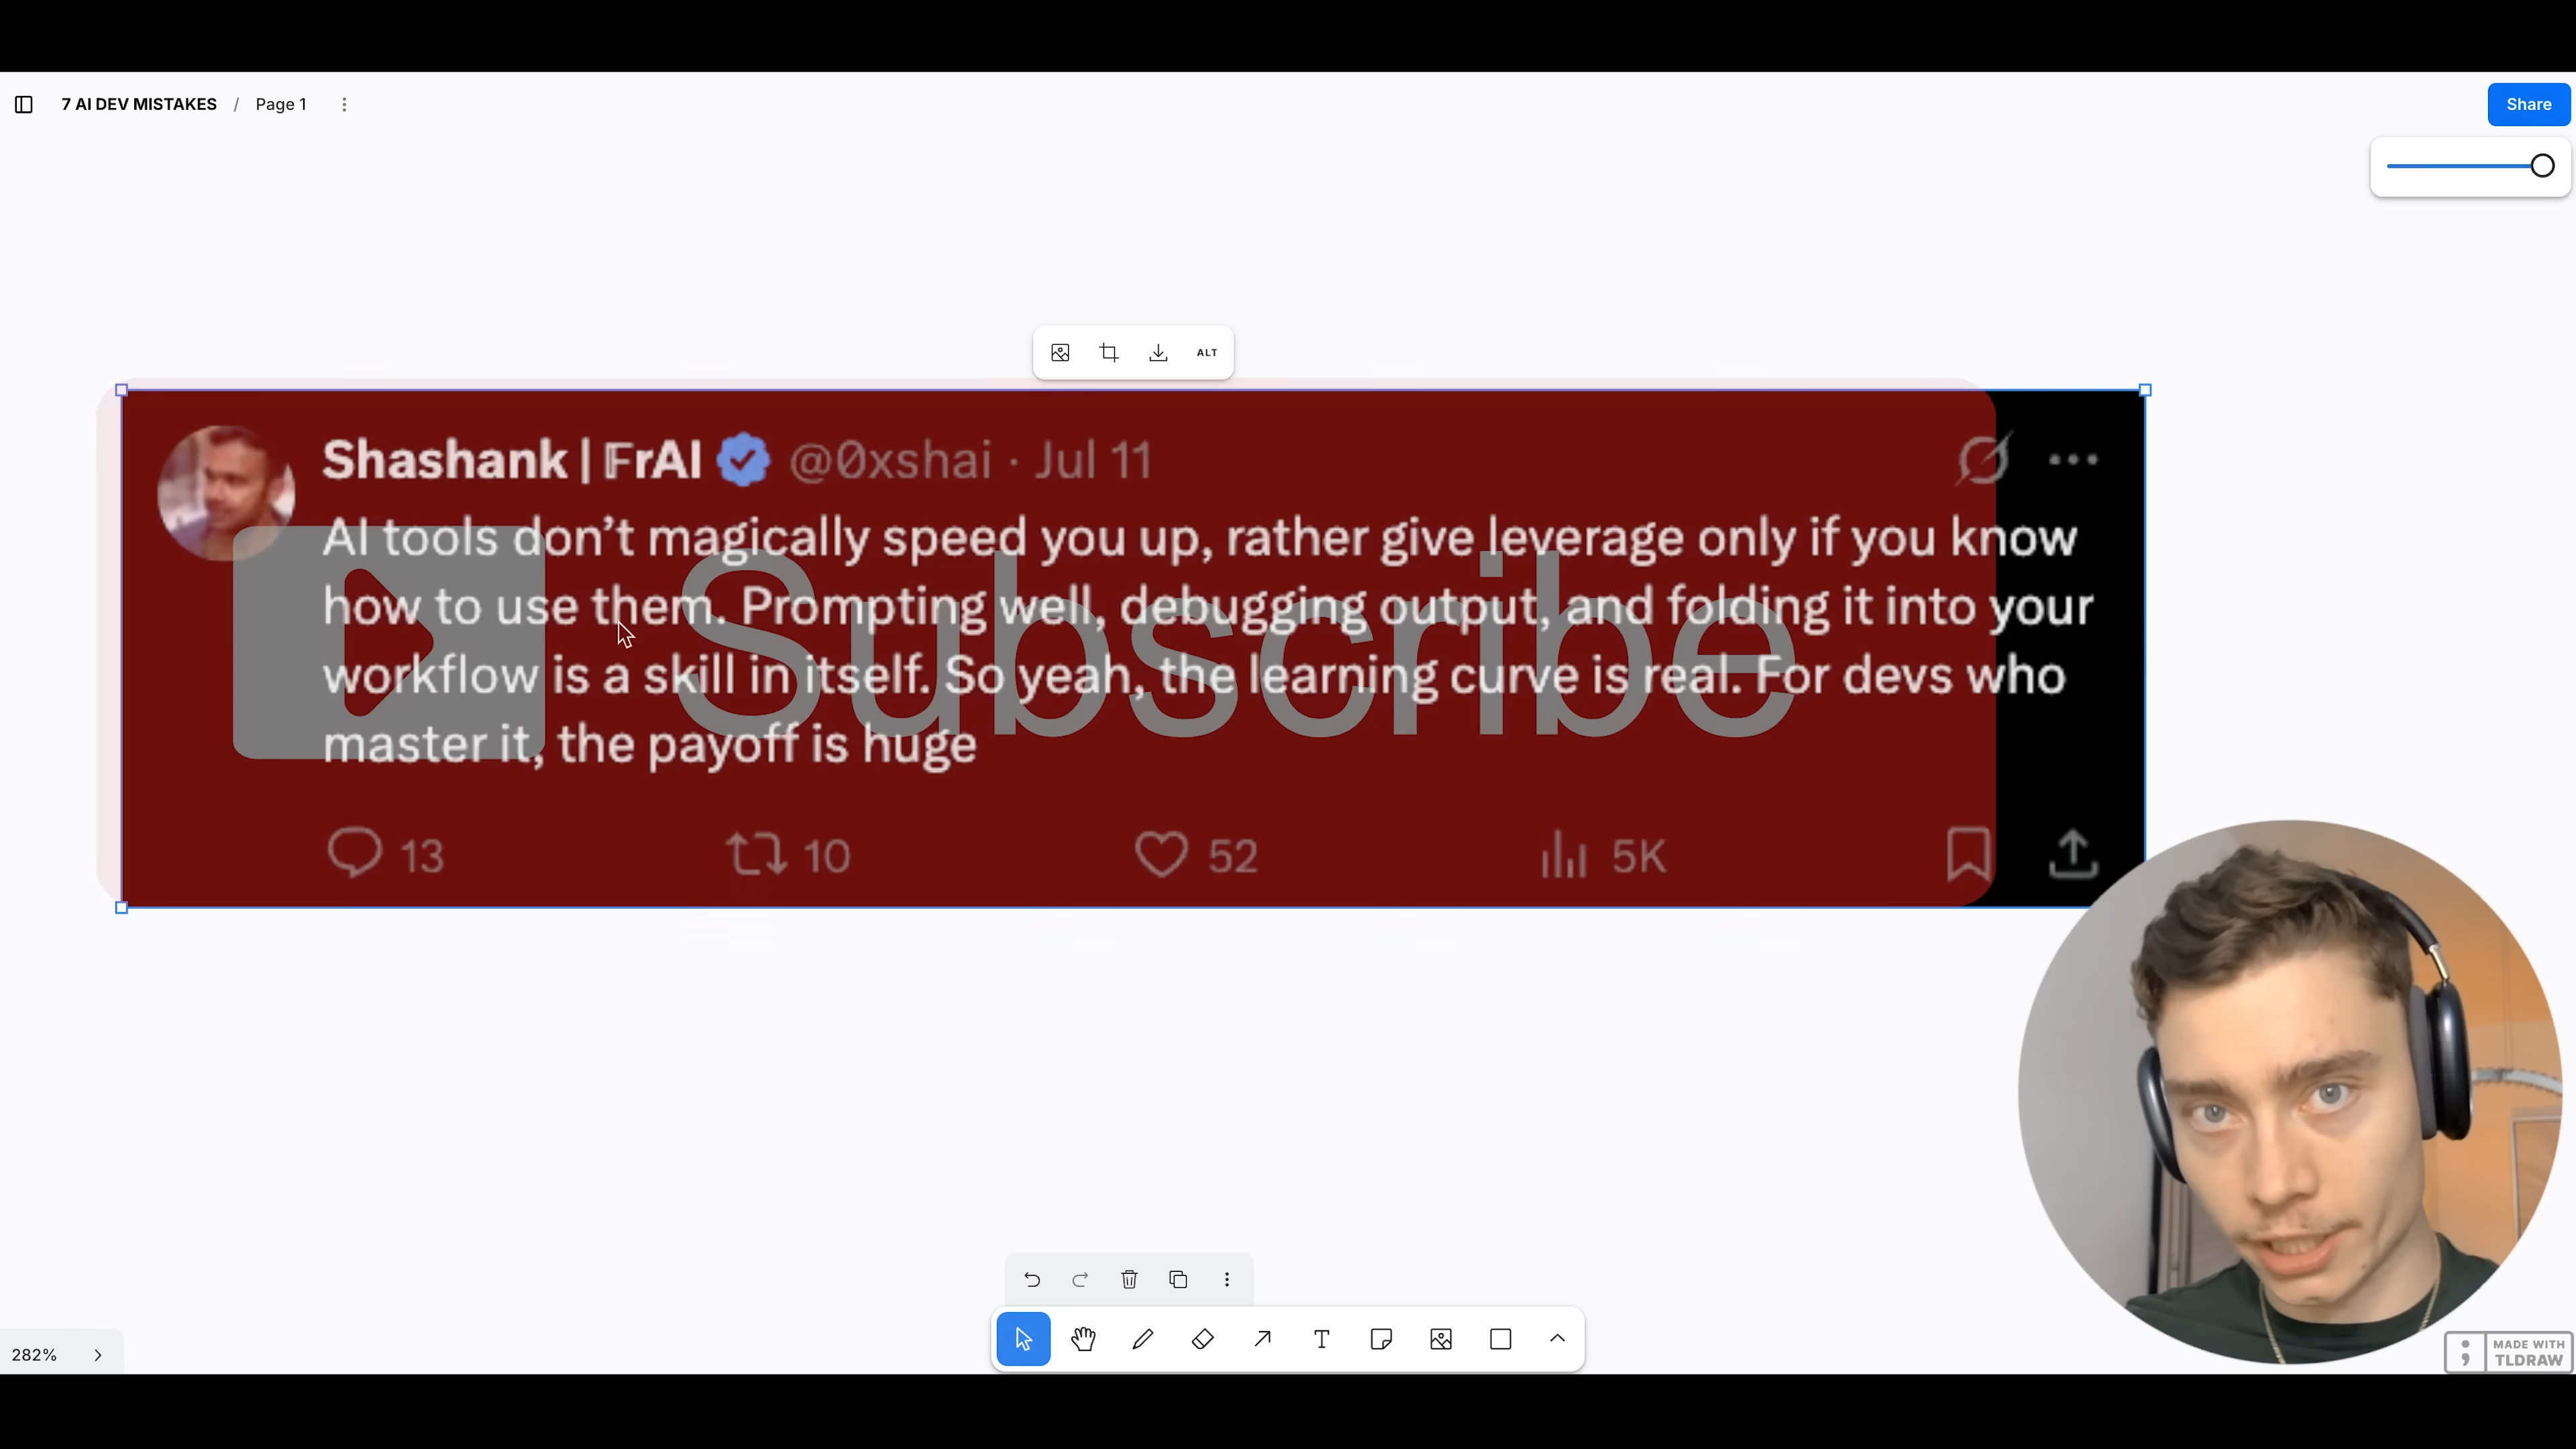 7 AI DEV MISTAKES / Page 1
Share
ALT
Shashank | 𝔽rAI @0xshai · Jul 11
AI tools don’t magically speed you up, rather give leverage only if you know
how to use them. Prompting well, debugging output, and folding it into your
workflow is a skill in itself. So yeah, the learning curve is real. For devs who
master it, the payoff is huge
Subscribe
13 10 52 5K
282%
MADE WITH
TLDRAW